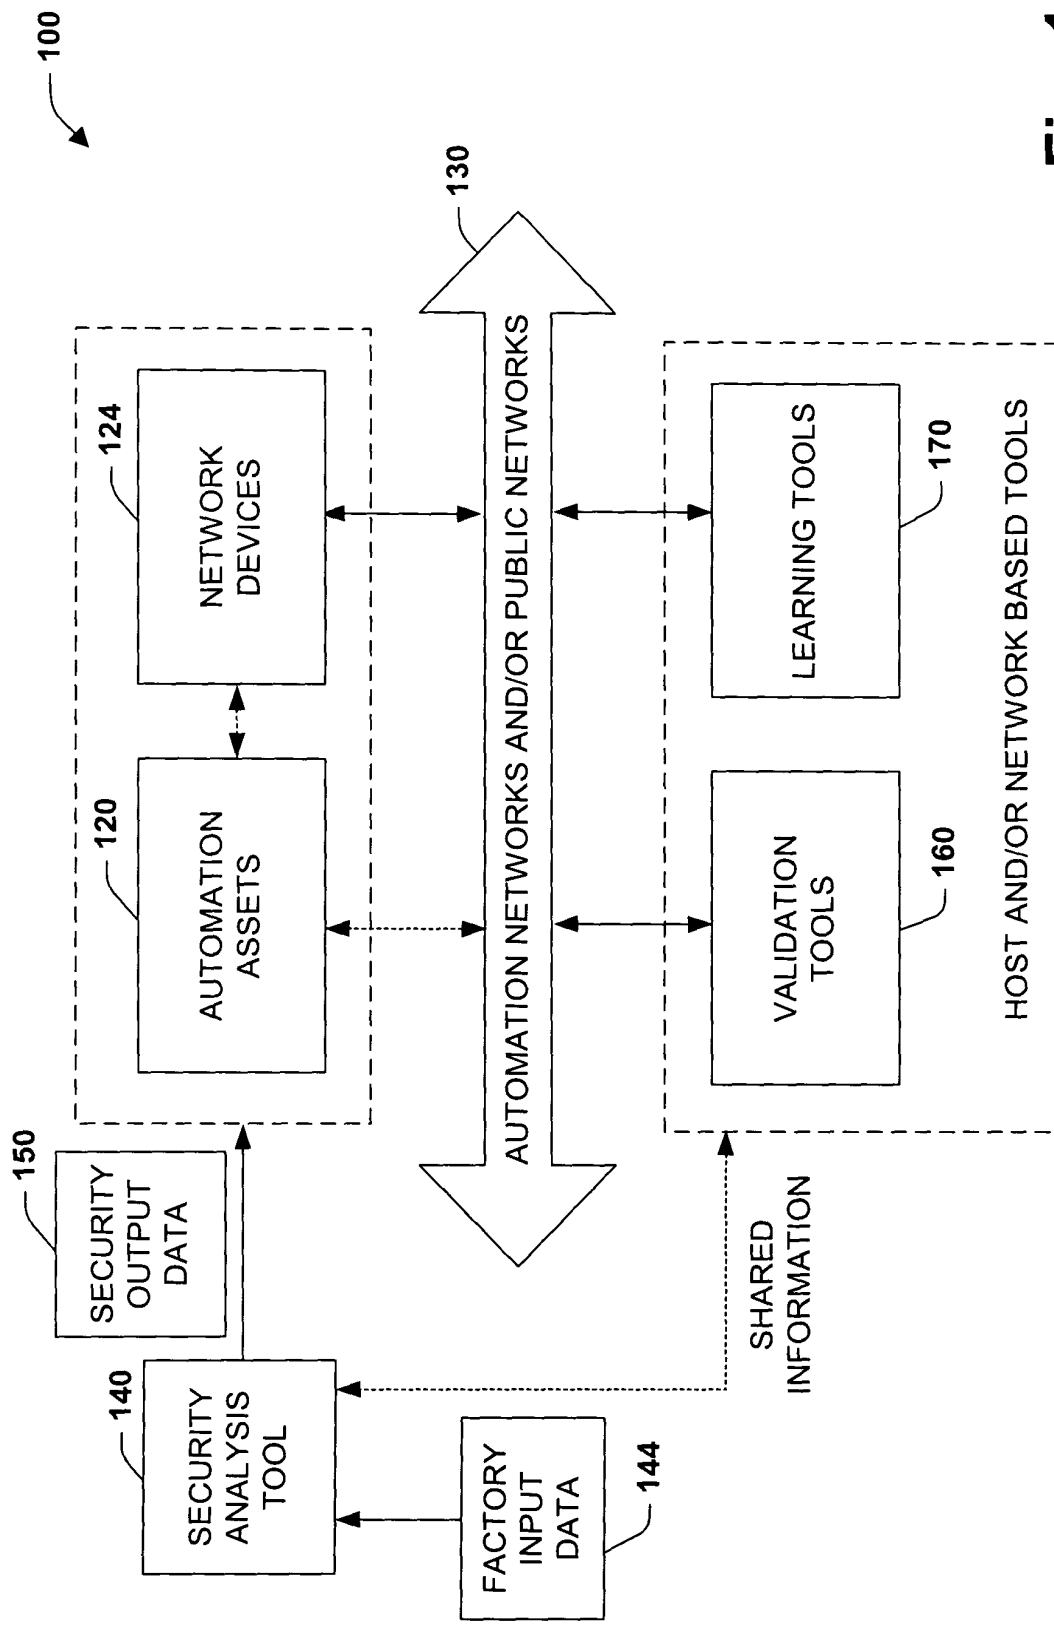 100
150
SECURITY
OUTPUT
DATA
140
SECURITY
ANALYSIS
TOOL
FACTORY
INPUT
DATA
144
120
AUTOMATION
ASSETS
124
NETWORK
DEVICES
130
AUTOMATION NETWORKS AND/OR PUBLIC NETWORKS
SHARED
INFORMATION
VALIDATION
TOOLS
160
LEARNING TOOLS
170
HOST AND/OR NETWORK BASED TOOLS